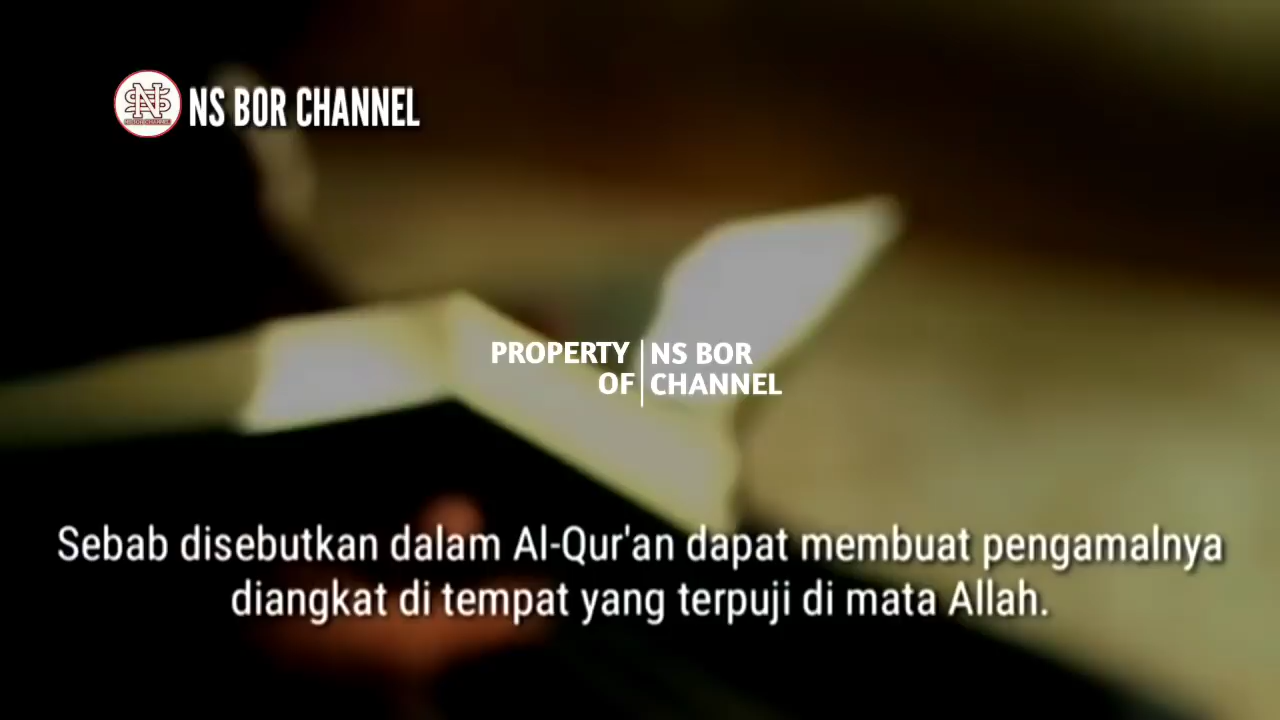 NS BOR CHANNEL
PROPERTY OF
NS BOR CHANNEL
Sebab disebutkan dalam Al-Qur'an dapat membuat pengamalnya
diangkat di tempat yang terpuji di mata Allah.